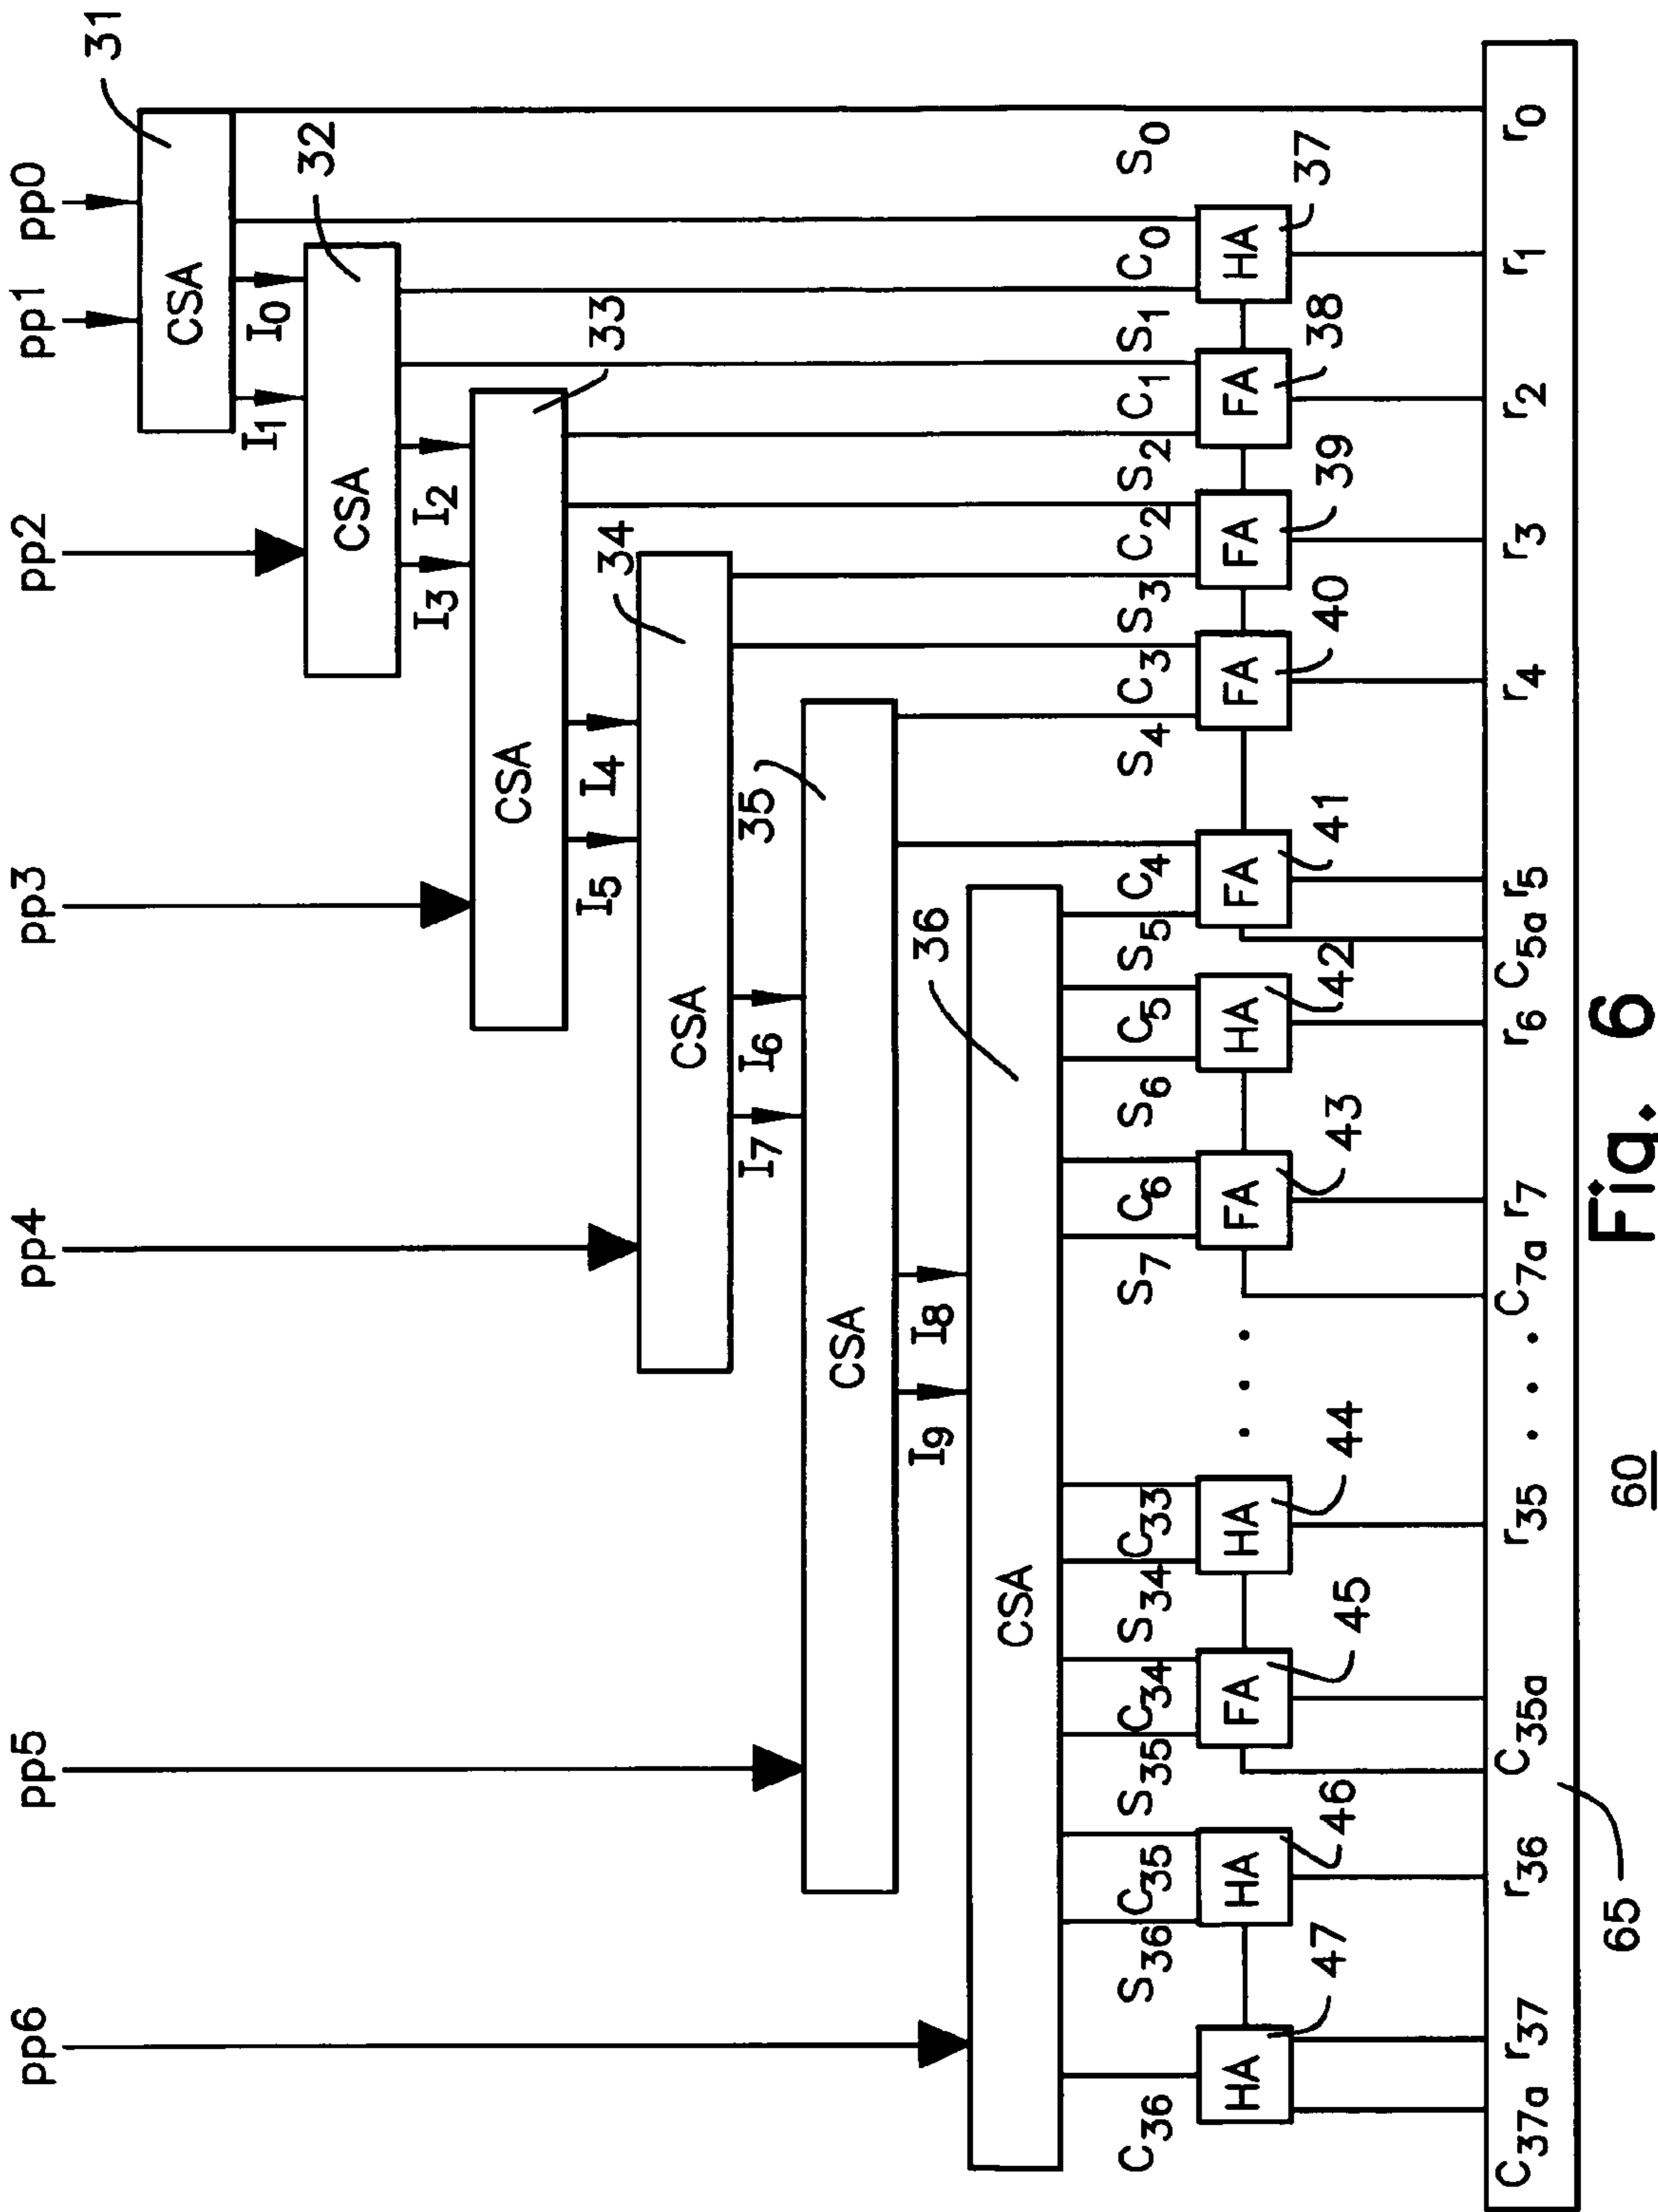 pp6 pp5 pp4 pp3 pp2 pp1 pp0
31
CSA
I1 I0
32
CSA
I3 I2
33
CSA
I5 I4
34
CSA
I7 I6
35
CSA
I9 I8
36
CSA
C36 S36 C35 S35 C34 S34 C33 S7 C6 S6 C5 S5 C4 S4 C3 S3 C2 S2 C1 S1 C0 S0
HA HA FA HA . . . FA HA FA FA FA FA HA
47 46 45 44 43 42 41 40 39 38 37
C37a r37 r36 C35a r35 . . . C7a r7 r6 C5a r5 r4 r3 r2 r1 r0
65
60
Fig. 6